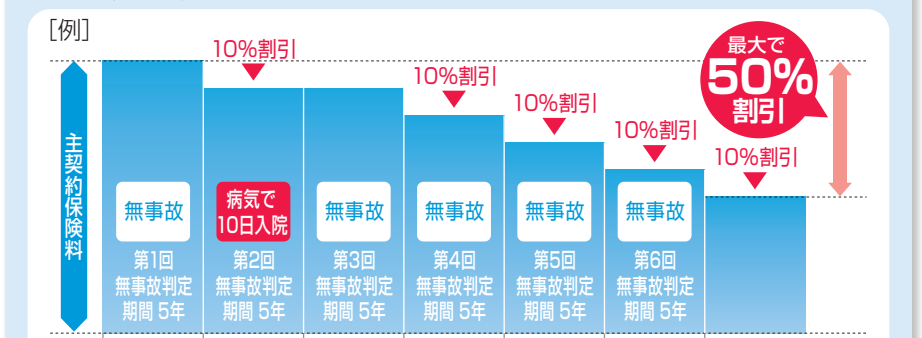 [例]
10%割引
10%割引
10%割引
10%割引
10%割引
最大で
50%
割引
主契約保険料
無事故
第1回
無事故判定
期間 5年
病気で
10日入院
第2回
無事故判定
期間 5年
無事故
第3回
無事故判定
期間 5年
無事故
第4回
無事故判定
期間 5年
無事故
第5回
無事故判定
期間 5年
無事故
第6回
無事故判定
期間 5年